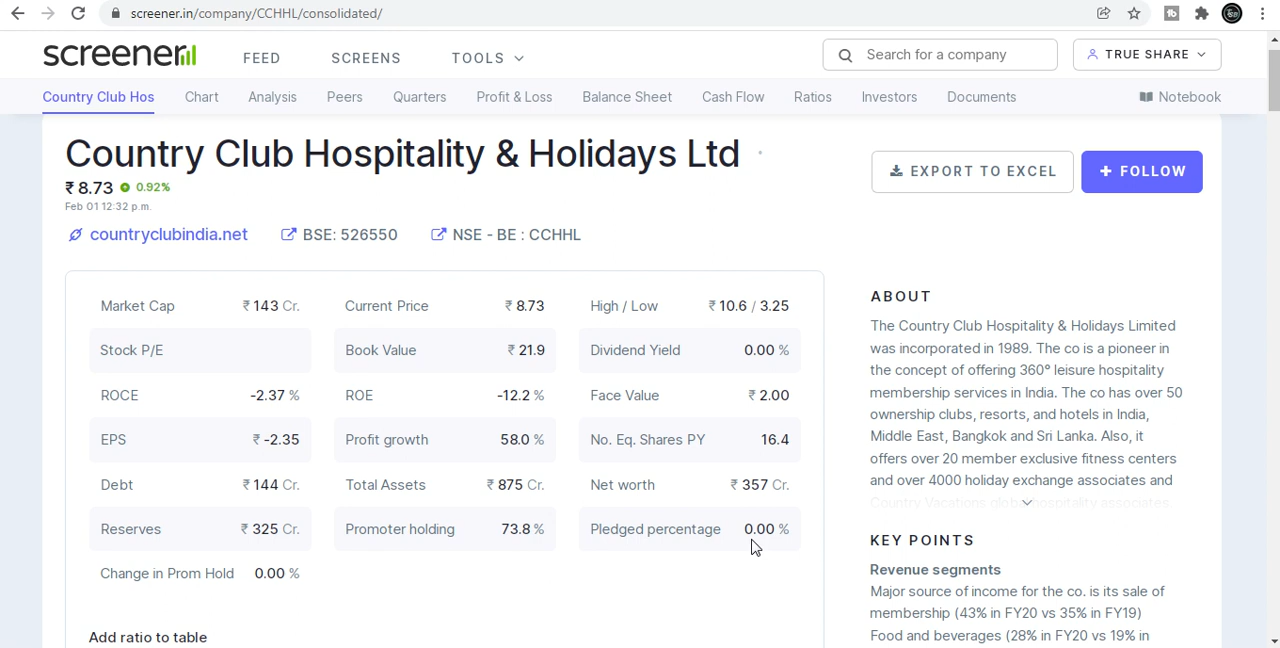 screener.in/company/CCHHL/consolidated/
screener
FEED SCREENS TOOLS
Search for a company
TRUE SHARE
Country Club Hos Chart Analysis Peers Quarters Profit & Loss Balance Sheet Cash Flow Ratios Investors Documents Notebook
Country Club Hospitality & Holidays Ltd
EXPORT TO EXCEL
+ FOLLOW
₹ 8.73 0.92%
Feb 01 12:32 p.m.
countryclubindia.net BSE: 526550 NSE - BE : CCHHL
Market Cap ₹ 143 Cr. Current Price ₹ 8.73 High / Low ₹ 10.6 / 3.25
Stock P/E Book Value ₹ 21.9 Dividend Yield 0.00 %
ROCE -2.37 % ROE -12.2 % Face Value ₹ 2.00
EPS ₹ -2.35 Profit growth 58.0 % No. Eq. Shares PY 16.4
Debt ₹ 144 Cr. Total Assets ₹ 875 Cr. Net worth ₹ 357 Cr.
Reserves ₹ 325 Cr. Promoter holding 73.8 % Pledged percentage 0.00 %
Change in Prom Hold 0.00 %
Add ratio to table
ABOUT
The Country Club Hospitality & Holidays Limited
was incorporated in 1989. The co is a pioneer in
the concept of offering 360° leisure hospitality
membership services in India. The co has over 50
ownership clubs, resorts, and hotels in India,
Middle East, Bangkok and Sri Lanka. Also, it
offers over 20 member exclusive fitness centers
and over 4000 holiday exchange associates and
Country Vacations global hospitality associates.
KEY POINTS
Revenue segments
Major source of income for the co. is its sale of
membership (43% in FY20 vs 35% in FY19)
Food and beverages (28% in FY20 vs 19% in